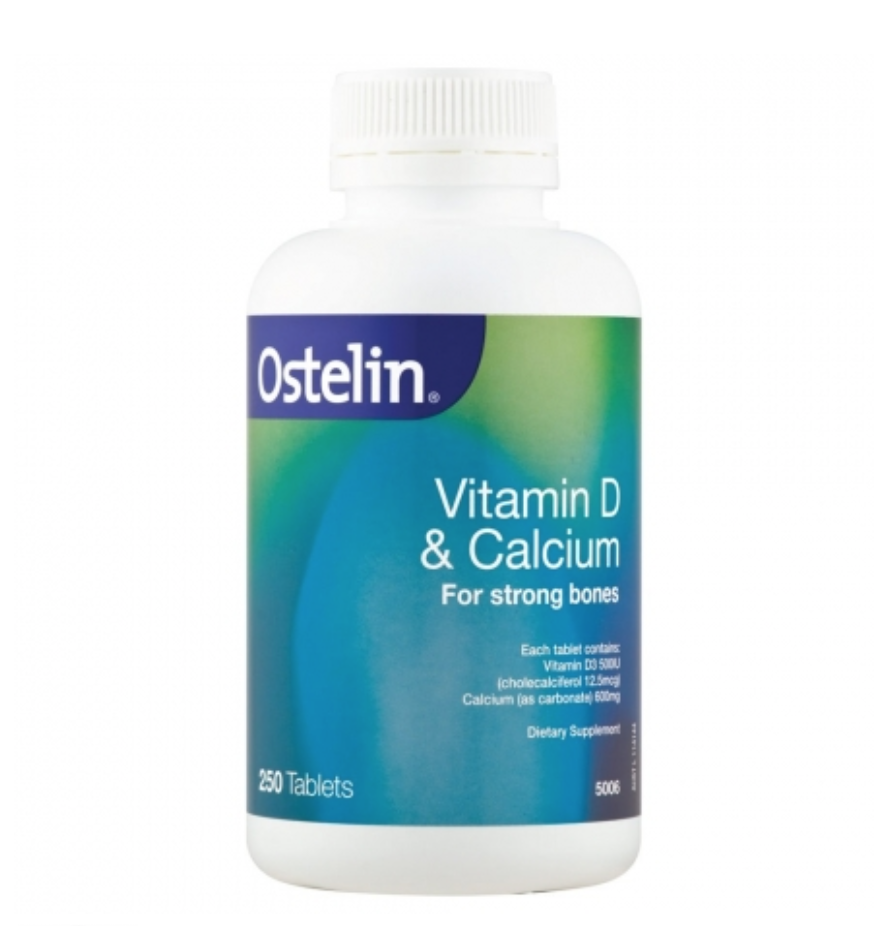 Ostelin®
Vitamin D
& Calcium
For strong bones
Each tablet contains:
Vitamin D3 500IU
(cholecalciferol 12.5mcg)
Calcium (as carbonate) 600mg
Dietary Supplement
250 Tablets
5006